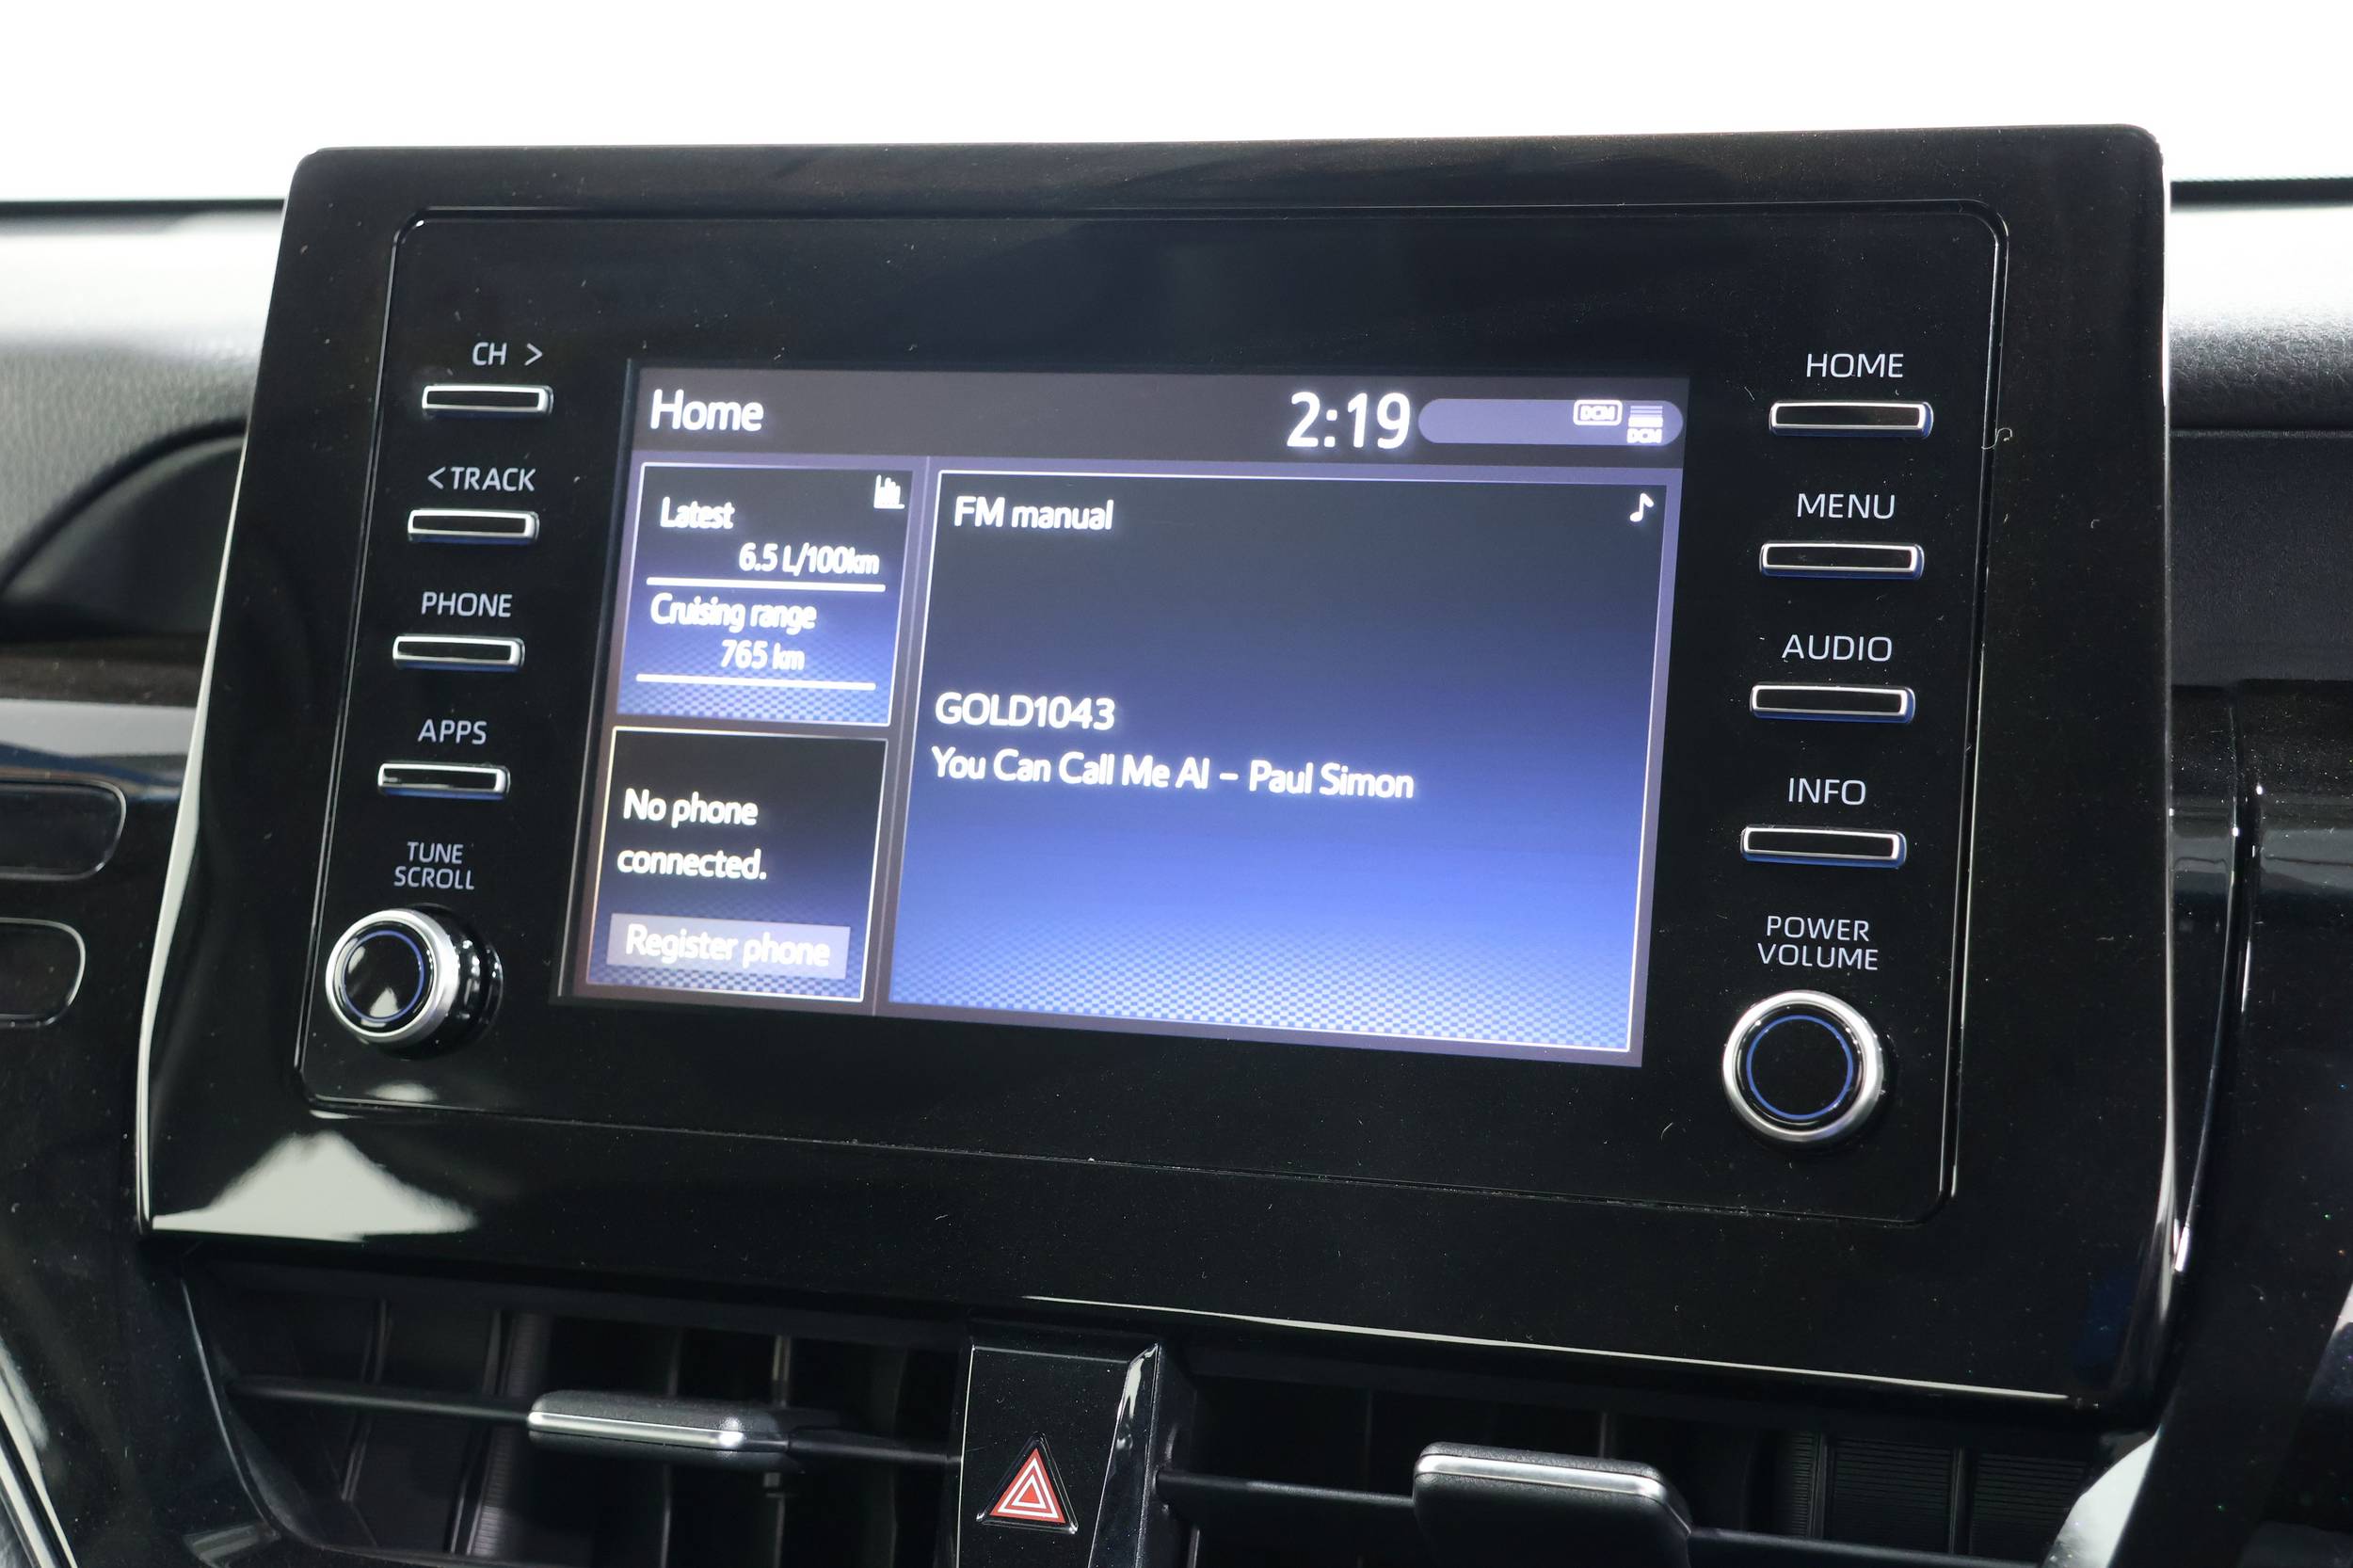 CH >
< TRACK
PHONE
APPS
TUNE
SCROLL
Home
2:19
DCM
DCM
Latest
6.5 L/100km
Cruising range
765 km
No phone
connected.
Register phone
FM manual
GOLD1043
You Can Call Me Al – Paul Simon
HOME
MENU
AUDIO
INFO
POWER
VOLUME